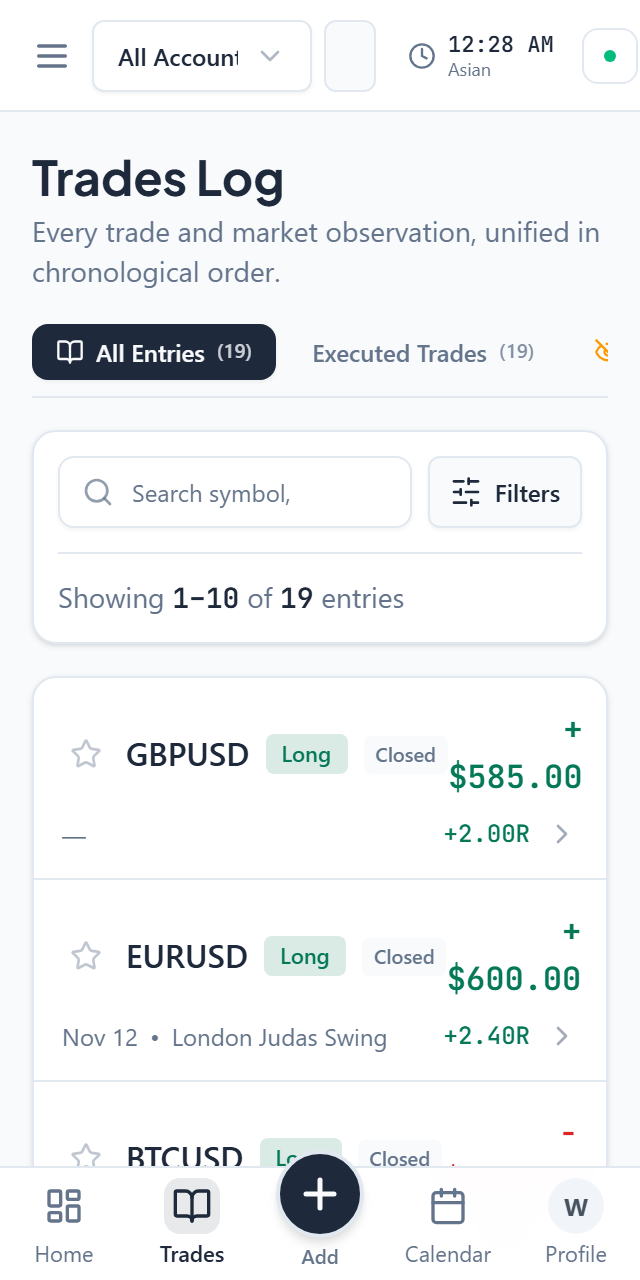 All Account
12:28 AM
Asian
Trades Log
Every trade and market observation, unified in
chronological order.
All Entries (19)
Executed Trades (19)
Search symbol,
Filters
Showing 1–10 of 19 entries
GBPUSD Long Closed +
$585.00
— +2.00R
EURUSD Long Closed +
$600.00
Nov 12 • London Judas Swing +2.40R
BTCUSD Closed -
Home
Trades
Add
Calendar
W
Profile